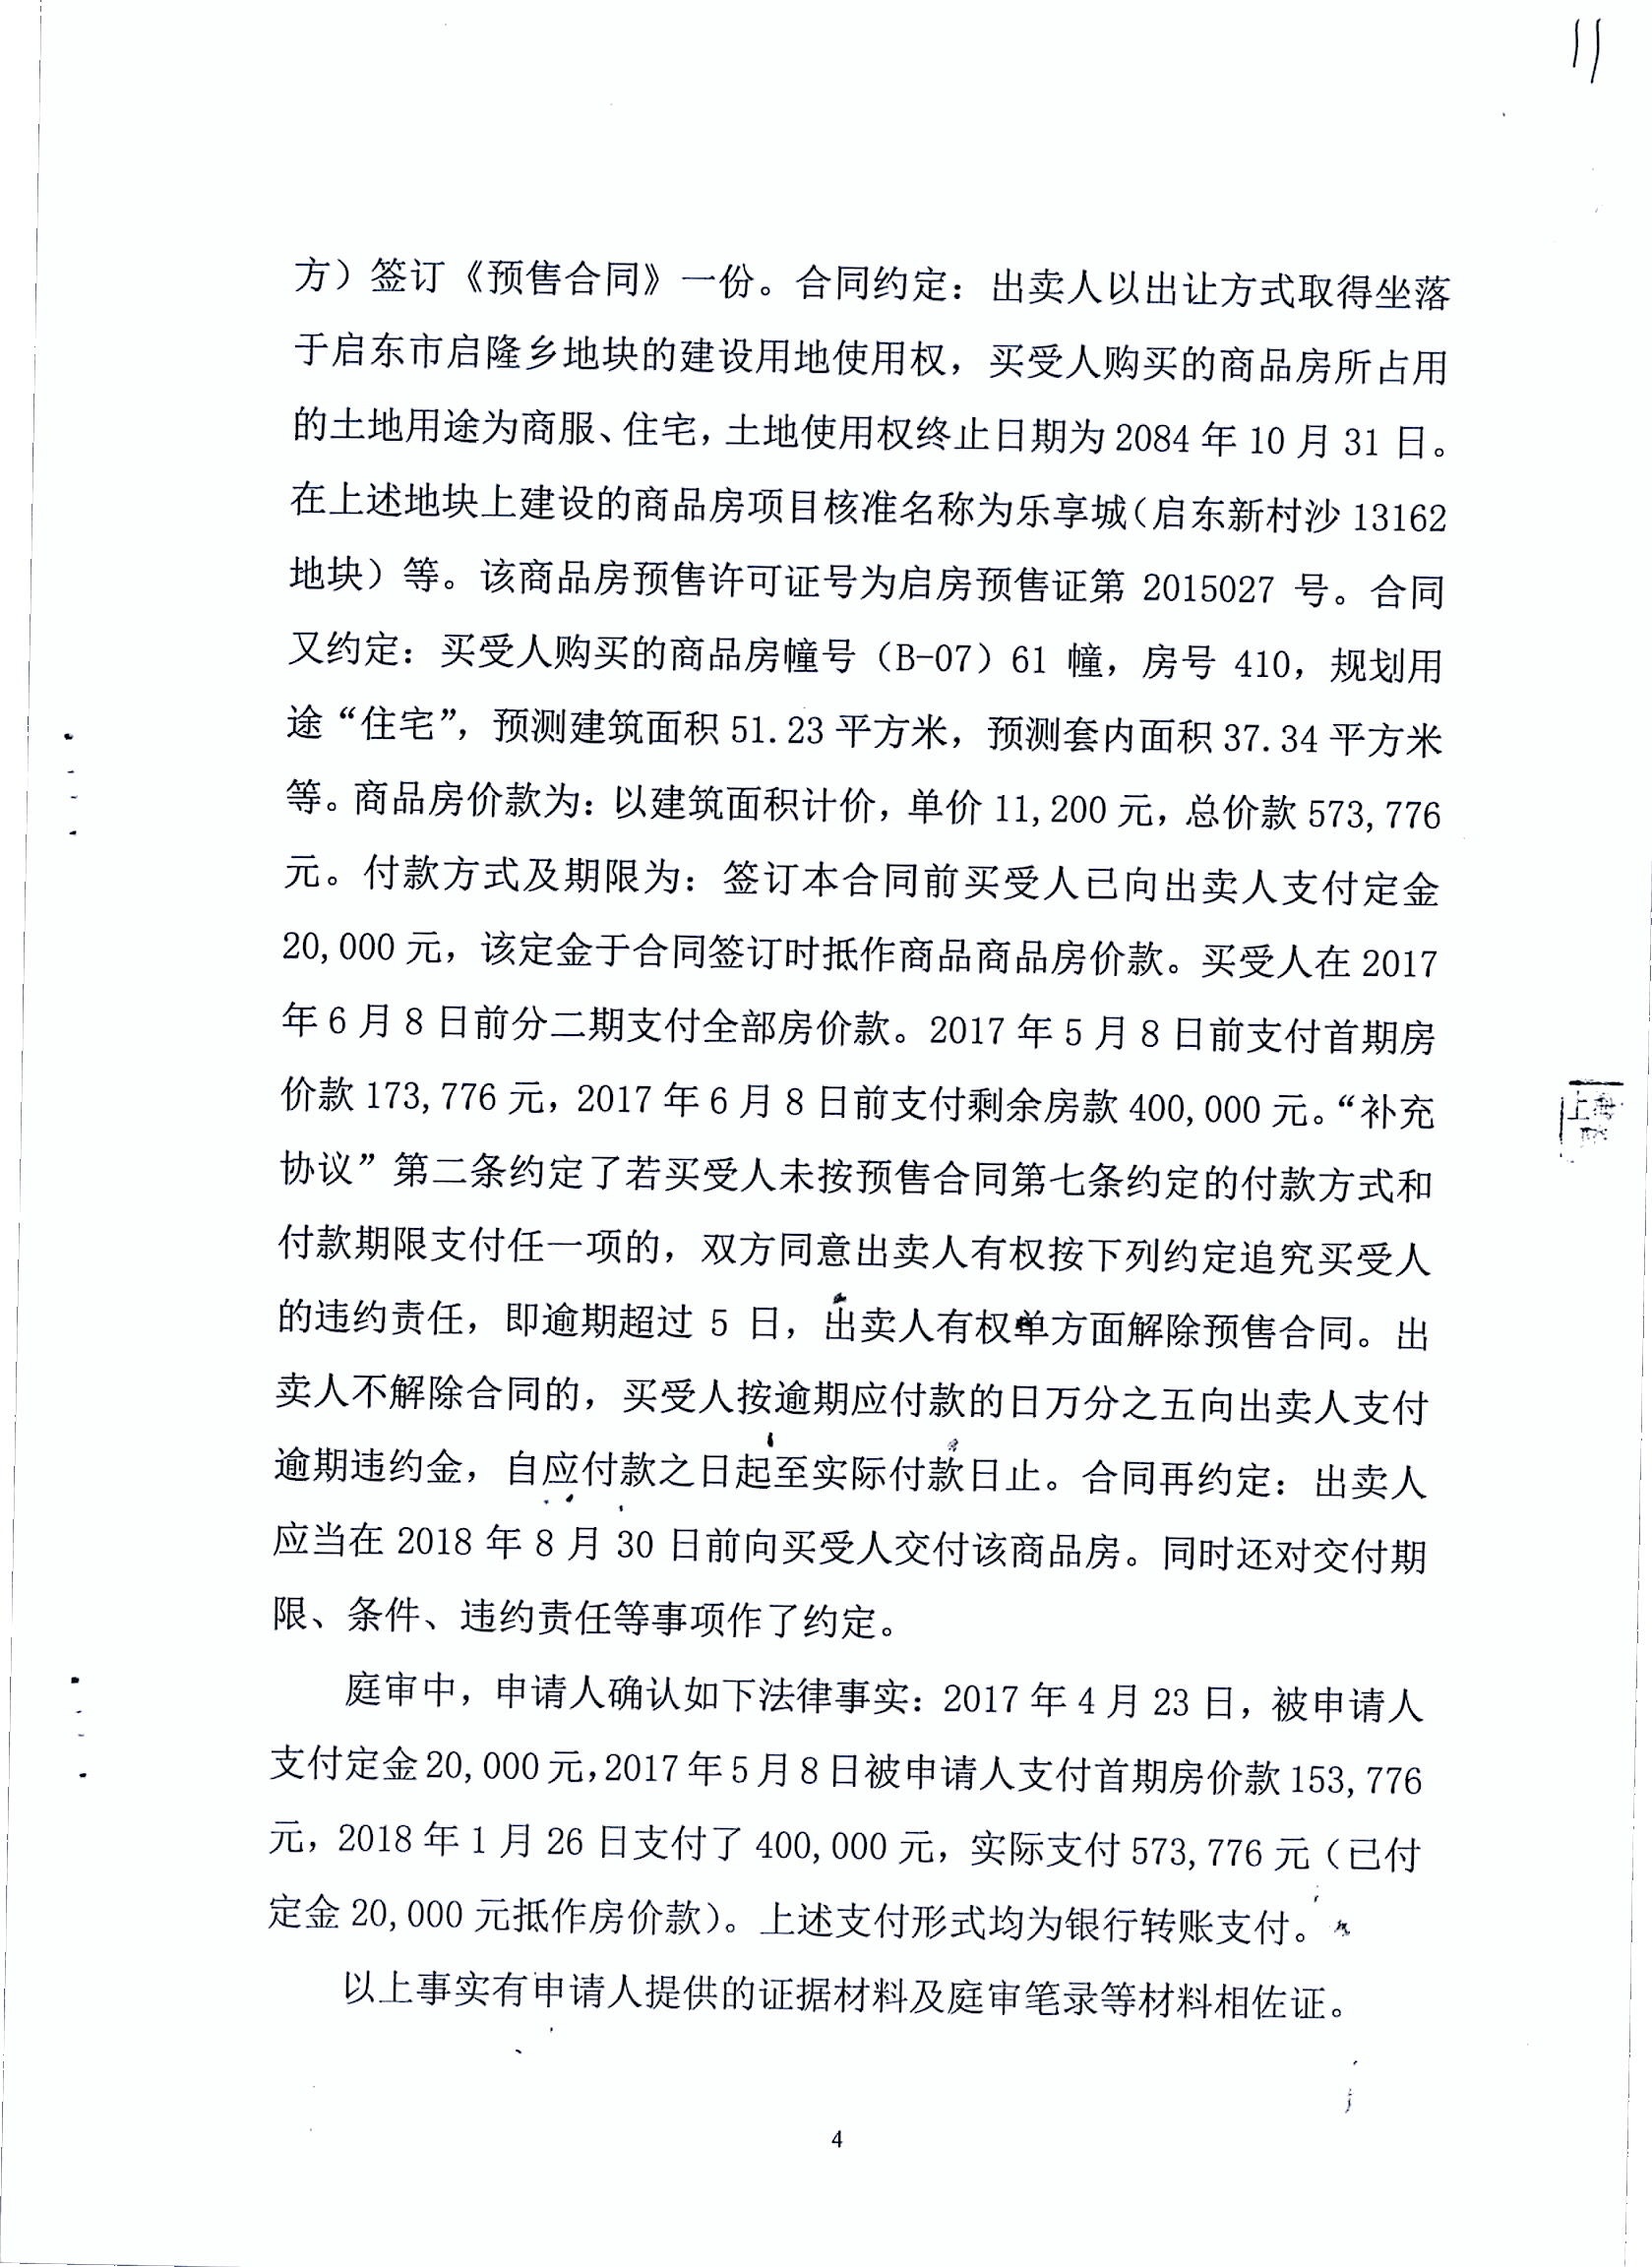 11
方）签订《预售合同》一份。合同约定：出卖人以出让方式取得坐落
于启东市启隆乡地块的建设用地使用权，买受人购买的商品房所占用
的土地用途为商服、住宅，土地使用权终止日期为 2084 年 10 月 31 日。
在上述地块上建设的商品房项目核准名称为乐享城（启东新村沙 13162
地块）等。该商品房预售许可证号为启房预售证第 2015027 号。合同
又约定：买受人购买的商品房幢号（B-07）61 幢，房号 410，规划用
途“住宅”，预测建筑面积 51.23 平方米，预测套内面积 37.34 平方米
等。商品房价款为：以建筑面积计价，单价 11,200 元，总价款 573,776
元。付款方式及期限为：签订本合同前买受人已向出卖人支付定金
20,000 元，该定金于合同签订时抵作商品商品房价款。买受人在 2017
年 6 月 8 日前分二期支付全部房价款。2017 年 5 月 8 日前支付首期房
价款 173,776 元，2017 年 6 月 8 日前支付剩余房款 400,000 元。“补充
协议”第二条约定了若买受人未按预售合同第七条约定的付款方式和
付款期限支付任一项的，双方同意出卖人有权按下列约定追究买受人
的违约责任，即逾期超过 5 日，出卖人有权单方面解除预售合同。出
卖人不解除合同的，买受人按逾期应付款的日万分之五向出卖人支付
逾期违约金，自应付款之日起至实际付款日止。合同再约定：出卖人
应当在 2018 年 8 月 30 日前向买受人交付该商品房。同时还对交付期
限、条件、违约责任等事项作了约定。
庭审中，申请人确认如下法律事实：2017 年 4 月 23 日，被申请人
支付定金 20,000 元，2017 年 5 月 8 日被申请人支付首期房价款 153,776
元，2018 年 1 月 26 日支付了 400,000 元，实际支付 573,776 元（已付
定金 20,000 元抵作房价款）。上述支付形式均为银行转账支付。
以上事实有申请人提供的证据材料及庭审笔录等材料相佐证。
4